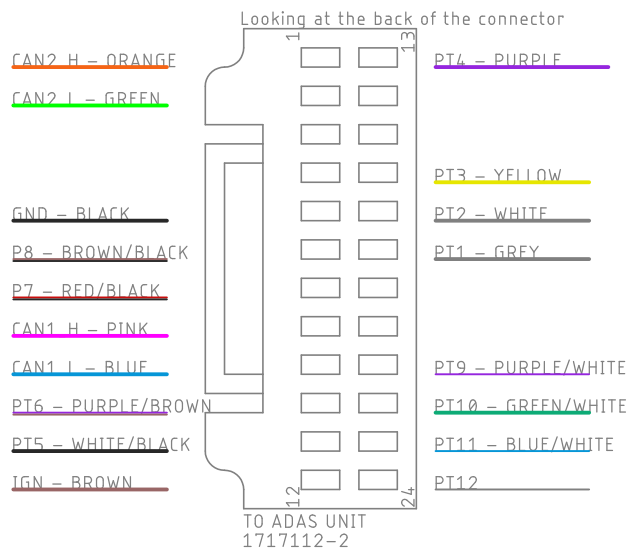 Looking at the back of the connector
1
13
CAN2 H - ORANGE
PT4 - PURPLE
CAN2 L - GREEN
PT3 - YELLOW
GND - BLACK
PT2 - WHITE
P8 - BROWN/BLACK
PT1 - GREY
P7 - RED/BLACK
CAN1 H - PINK
CAN1 L - BLUE
PT9 - PURPLE/WHITE
PT6 - PURPLE/BROWN
PT10 - GREEN/WHITE
PT5 - WHITE/BLACK
PT11 - BLUE/WHITE
IGN - BROWN
PT12
12
24
TO ADAS UNIT
1717112-2